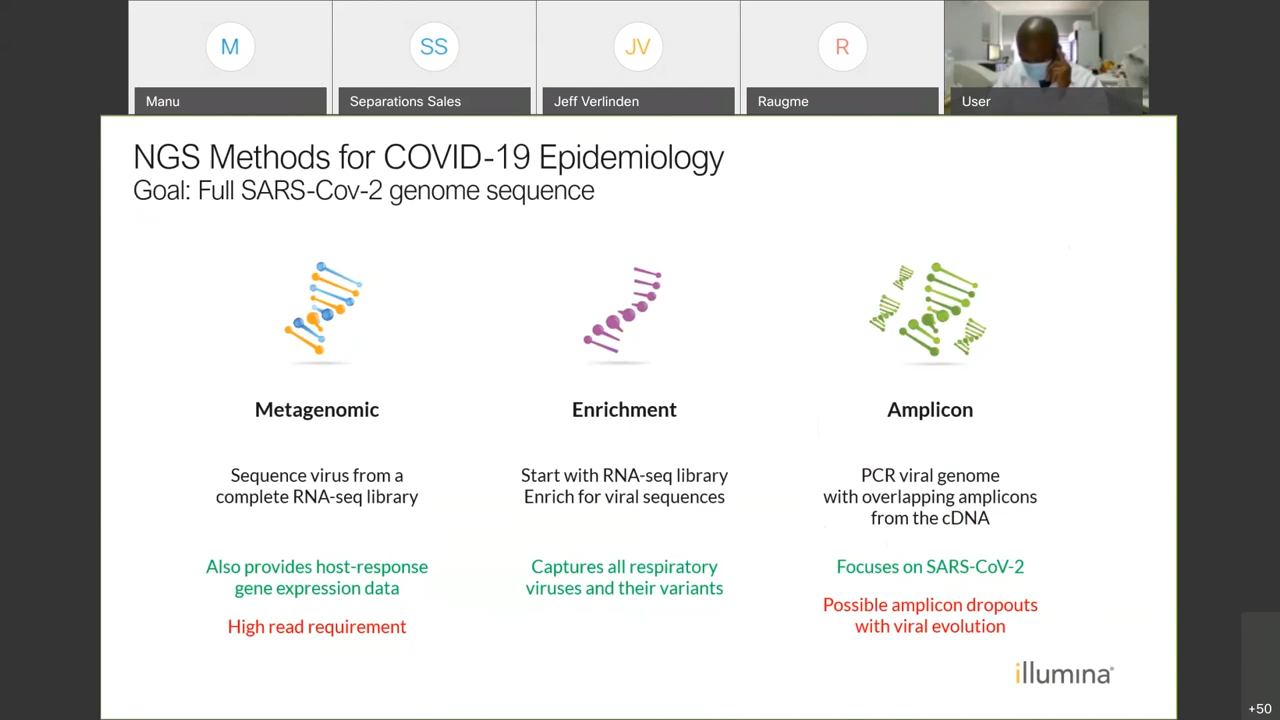 M
SS
JV
R
Manu
Separations Sales
Jeff Verlinden
Raugme
User
NGS Methods for COVID-19 Epidemiology
Goal: Full SARS-Cov-2 genome sequence
Metagenomic
Enrichment
Amplicon
Sequence virus from a
complete RNA-seq library
Start with RNA-seq library
Enrich for viral sequences
PCR viral genome
with overlapping amplicons
from the cDNA
Also provides host-response
gene expression data
High read requirement
Captures all respiratory
viruses and their variants
Focuses on SARS-CoV-2
Possible amplicon dropouts
with viral evolution
illumina®
+50